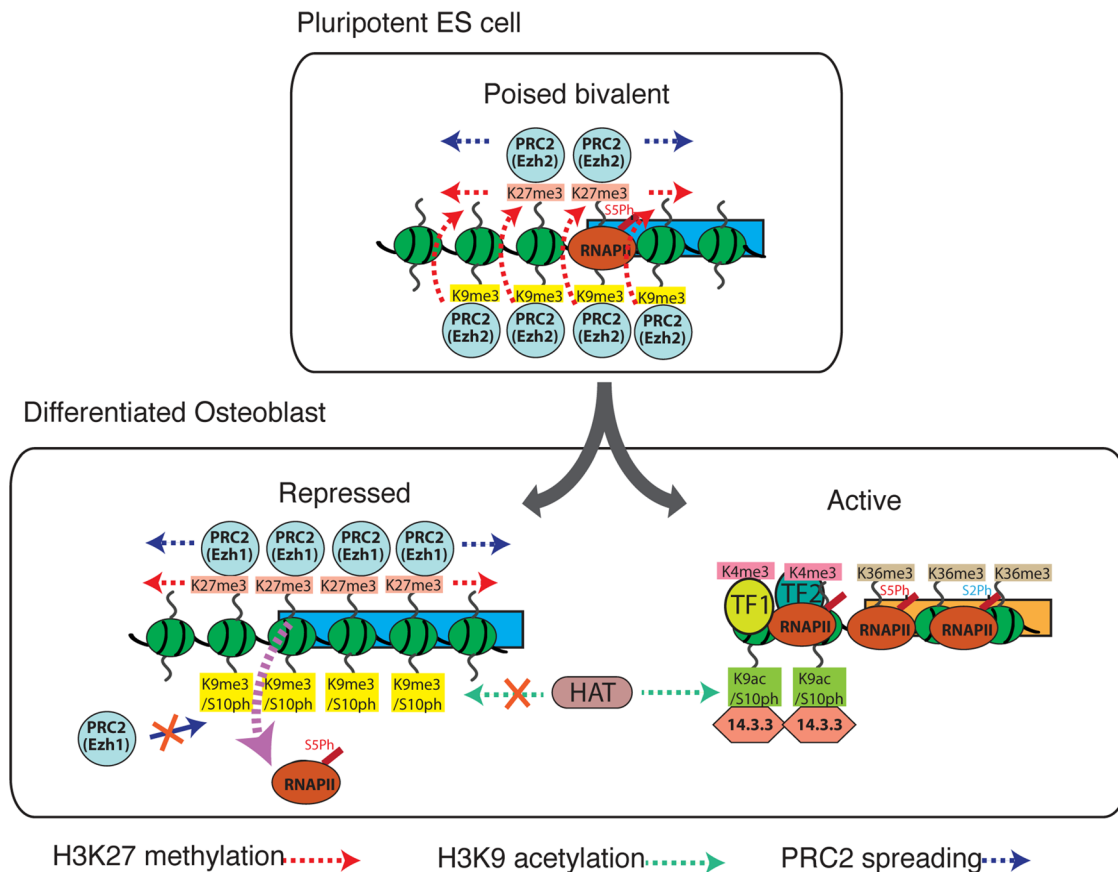 Pluripotent ES cell
Poised bivalent
PRC2
(Ezh2)
PRC2
(Ezh2)
K27me3
K27me3
S5Ph
RNAPII
K9me3
K9me3
K9me3
K9me3
PRC2
(Ezh2)
PRC2
(Ezh2)
PRC2
(Ezh2)
PRC2
(Ezh2)
Differentiated Osteoblast
Repressed
PRC2
(Ezh1)
PRC2
(Ezh1)
PRC2
(Ezh1)
PRC2
(Ezh1)
K27me3
K27me3
K27me3
K27me3
K9me3
/S10ph
K9me3
/S10ph
K9me3
/S10ph
K9me3
/S10ph
PRC2
(Ezh1)
S5Ph
RNAPII
HAT
Active
K4me3
K4me3
K36me3
K36me3
K36me3
TF1
TF2
S5Ph
S2Ph
RNAPII
RNAPII
RNAPII
K9ac
/S10ph
K9ac
/S10ph
14.3.3
14.3.3
H3K27 methylation
H3K9 acetylation
PRC2 spreading